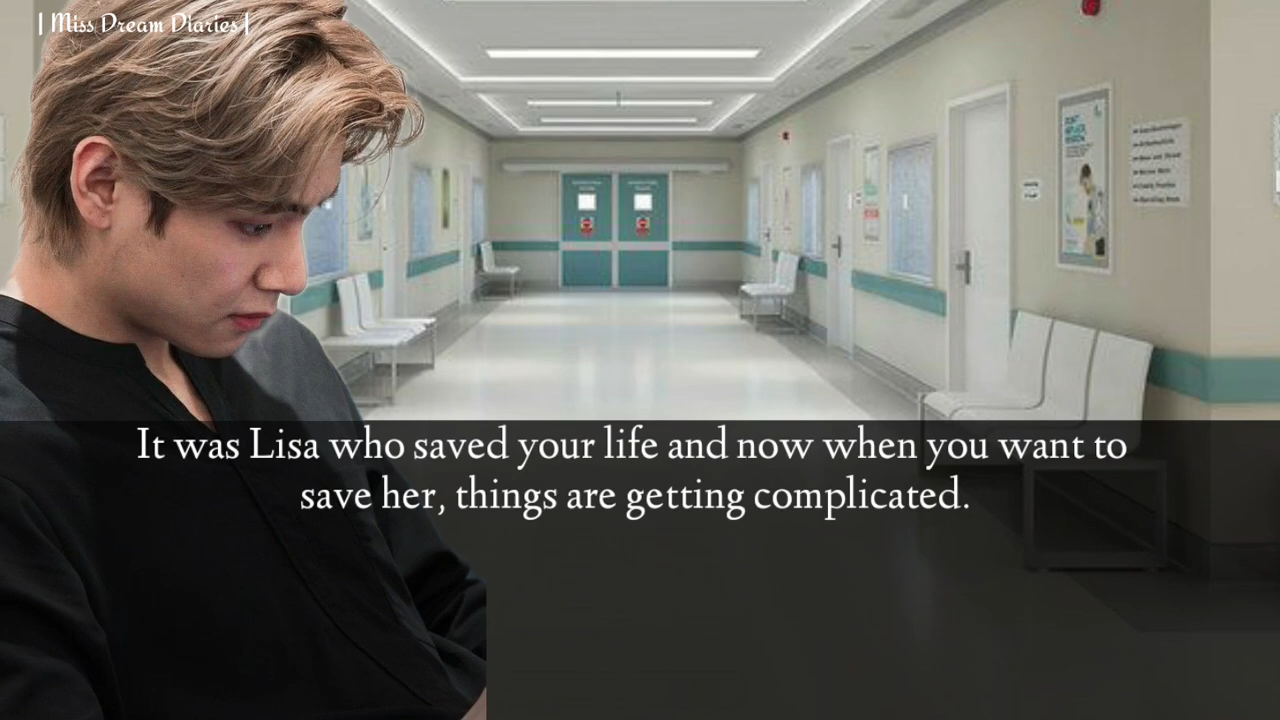 | Miss Dream Diaries |
It was Lisa who saved your life and now when you want to
save her, things are getting complicated.